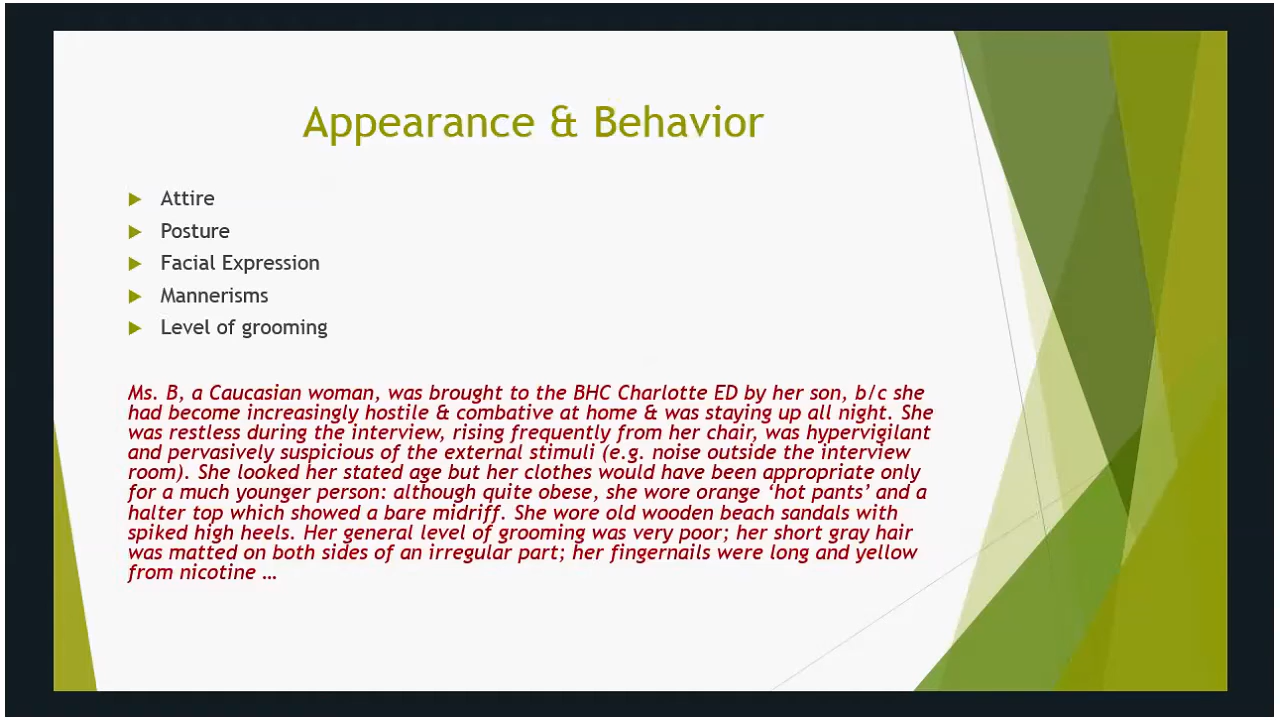 Appearance & Behavior
Attire
Posture
Facial Expression
Mannerisms
Level of grooming
Ms. B, a Caucasian woman, was brought to the BHC Charlotte ED by her son, b/c she
had become increasingly hostile & combative at home & was staying up all night. She
was restless during the interview, rising frequently from her chair, was hypervigilant
and pervasively suspicious of the external stimuli (e.g. noise outside the interview
room). She looked her stated age but her clothes would have been appropriate only
for a much younger person: although quite obese, she wore orange ‘hot pants’ and a
halter top which showed a bare midriff. She wore old wooden beach sandals with
spiked high heels. Her general level of grooming was very poor; her short gray hair
was matted on both sides of an irregular part; her fingernails were long and yellow
from nicotine …